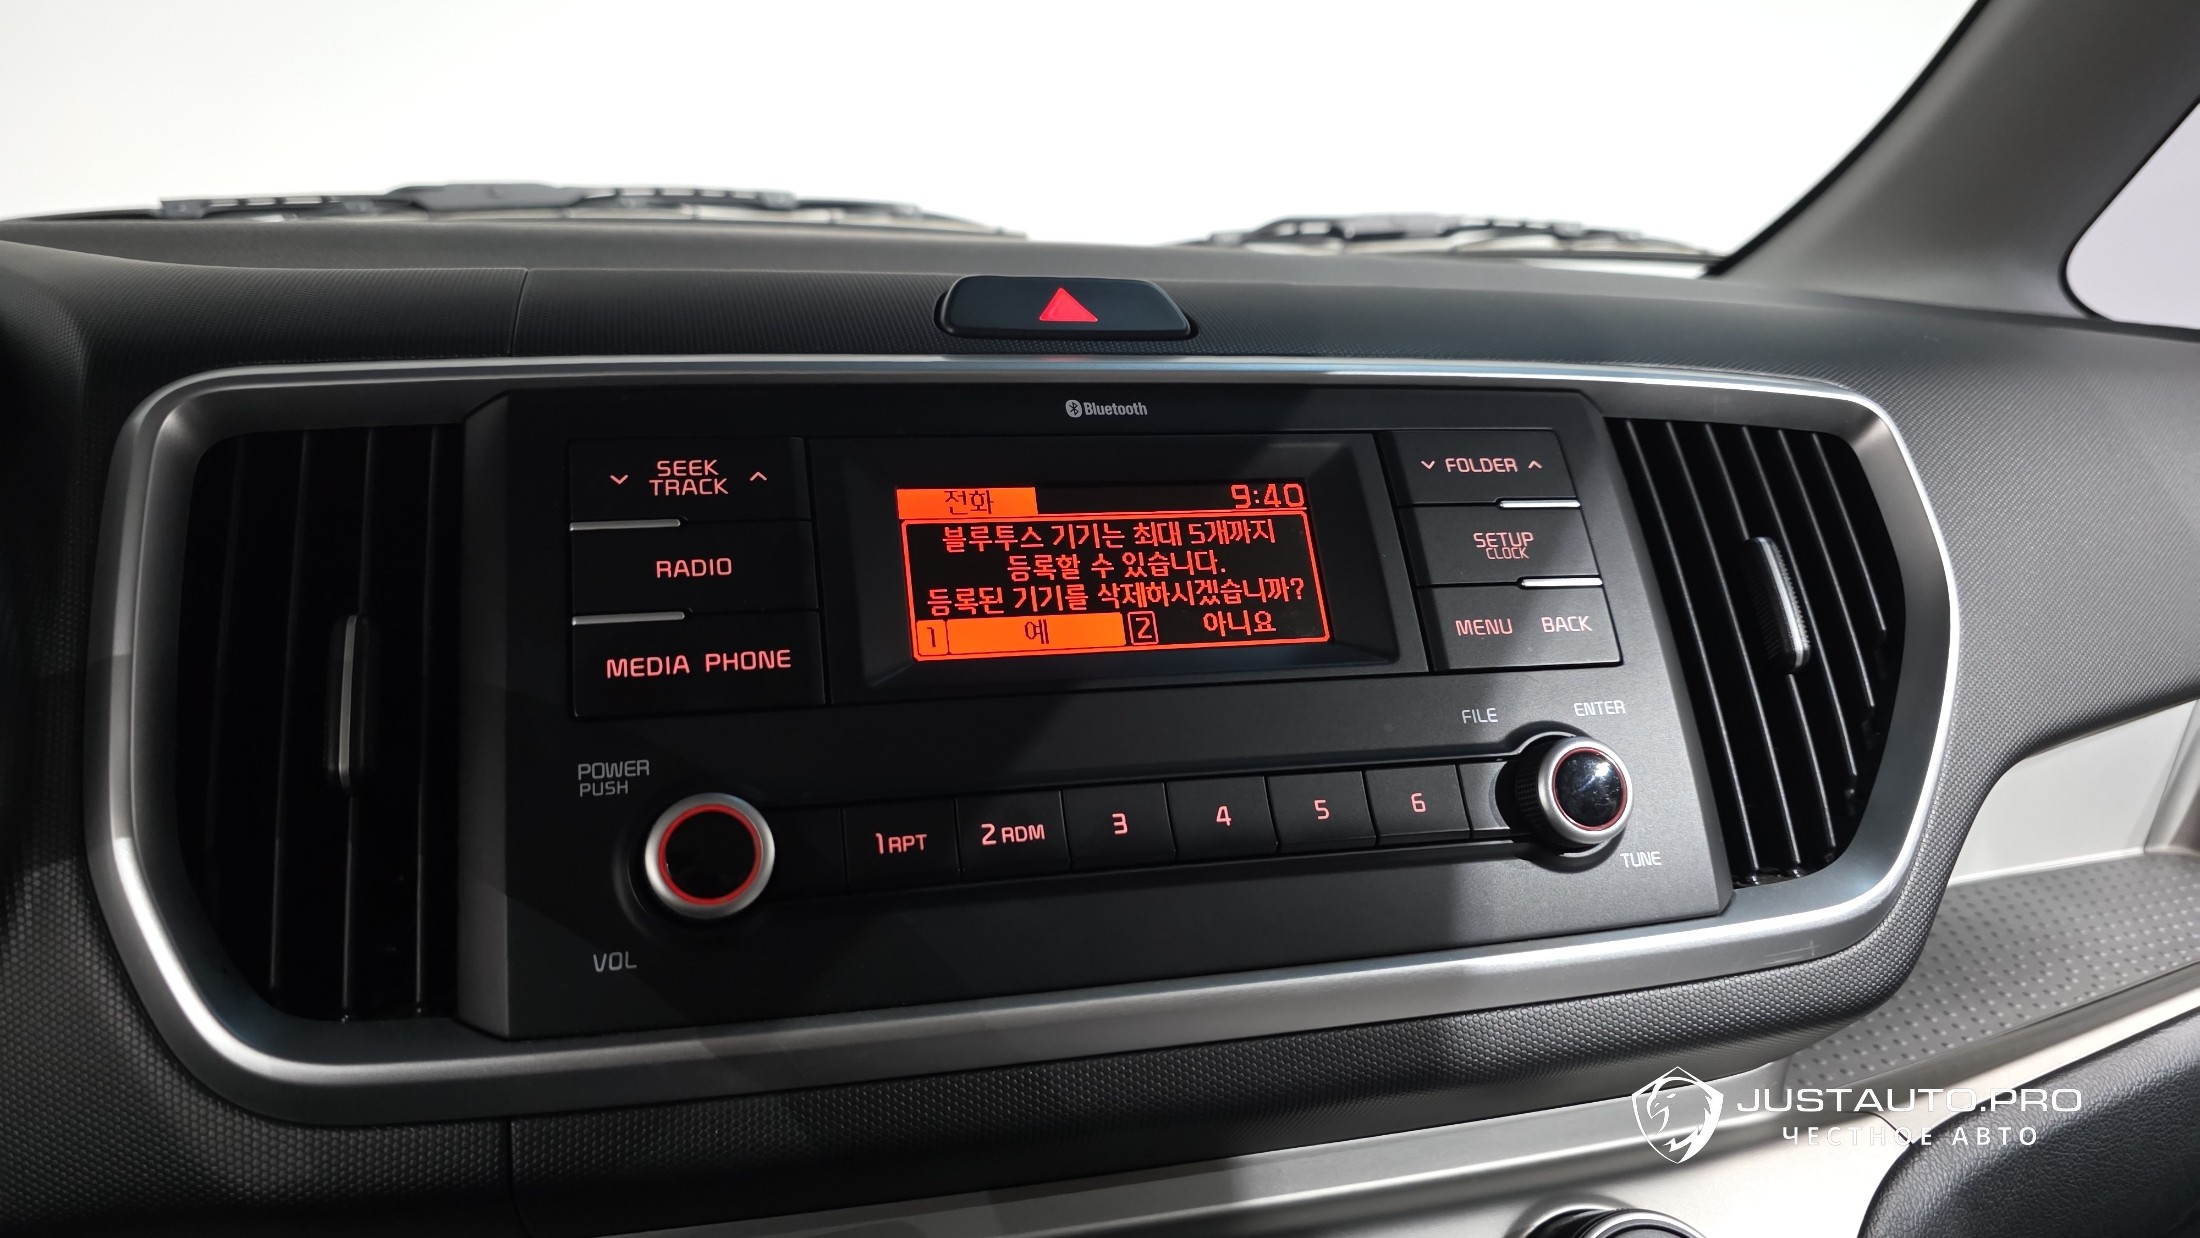 Bluetooth
SEEK
TRACK
RADIO
MEDIA PHONE
전화 9:40
블루투스 기기는 최대 5개까지
등록할 수 있습니다.
등록된 기기를 삭제하시겠습니까?
1 예 2 아니요
FOLDER
SETUP
CLOCK
MENU BACK
FILE ENTER
POWER
PUSH
1 RPT 2 RDM 3 4 5 6
TUNE
VOL
JUSTAUTO.PRO
ЧЕСТНОЕ АВТО